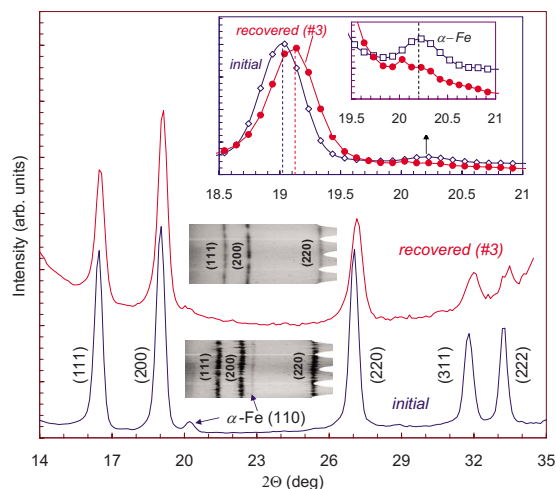 recovered (#3)
initial
α-Fe
19.5 20 20.5 21
18.5 19 19.5 20 20.5 21
Intensity (arb. units)
(111)
(200)
(220)
recovered (#3)
(111)
(200)
(220)
(111)
(200)
(220)
(311)
(222)
α-Fe (110)
initial
14 17 20 23 26 29 32 35
2Θ (deg)